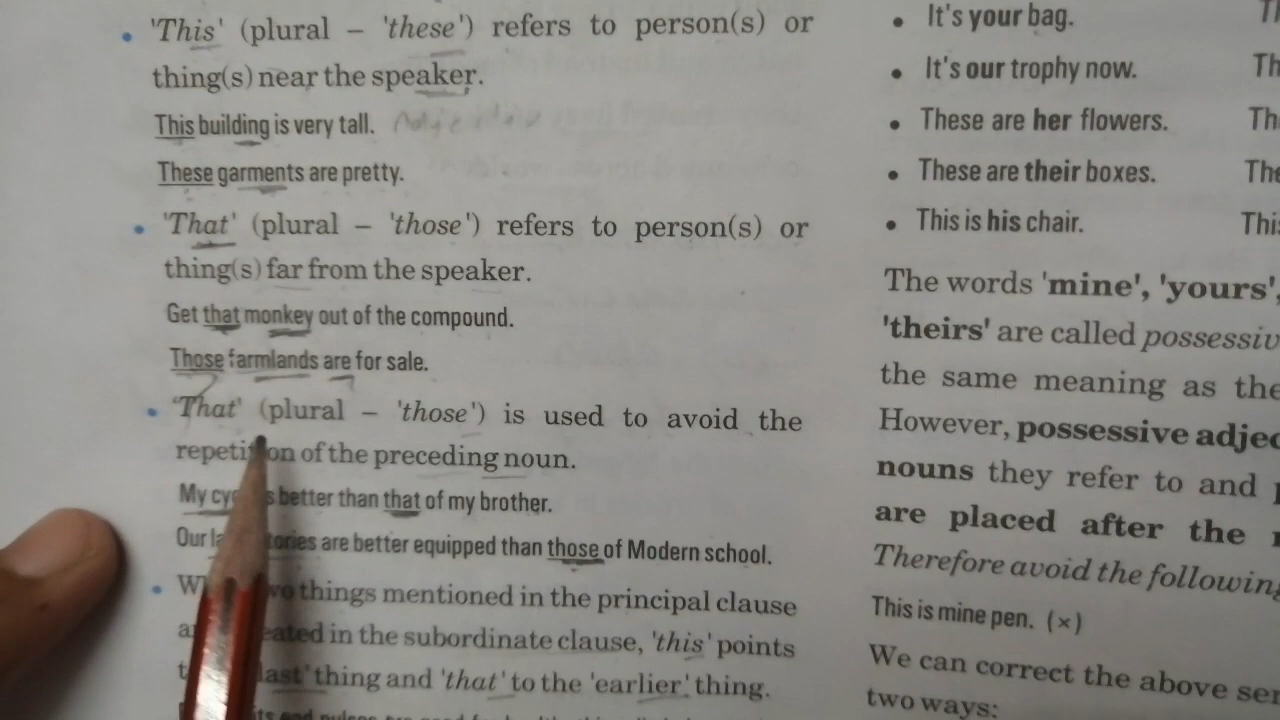 • 'This' (plural – 'these') refers to person(s) or
thing(s) near the speaker.
This building is very tall.
These garments are pretty.
• 'That' (plural – 'those') refers to person(s) or
thing(s) far from the speaker.
Get that monkey out of the compound.
Those farmlands are for sale.
• 'That' (plural – 'those') is used to avoid the
repetition of the preceding noun.
My better than that of my brother.
Our are better equipped than those of Modern school.
• things mentioned in the principal clause
in the subordinate clause, 'this' points
'last' thing and 'that' to the 'earlier' thing.
• It's your bag.
• It's our trophy now.
• These are her flowers.
• These are their boxes.
• This is his chair.
The words 'mine', 'yours',
'theirs' are called
the same meaning as
However, possessive
nouns they refer to and
are placed after the
Therefore avoid the following
This is mine pen. (×)
We can correct the above
two ways: